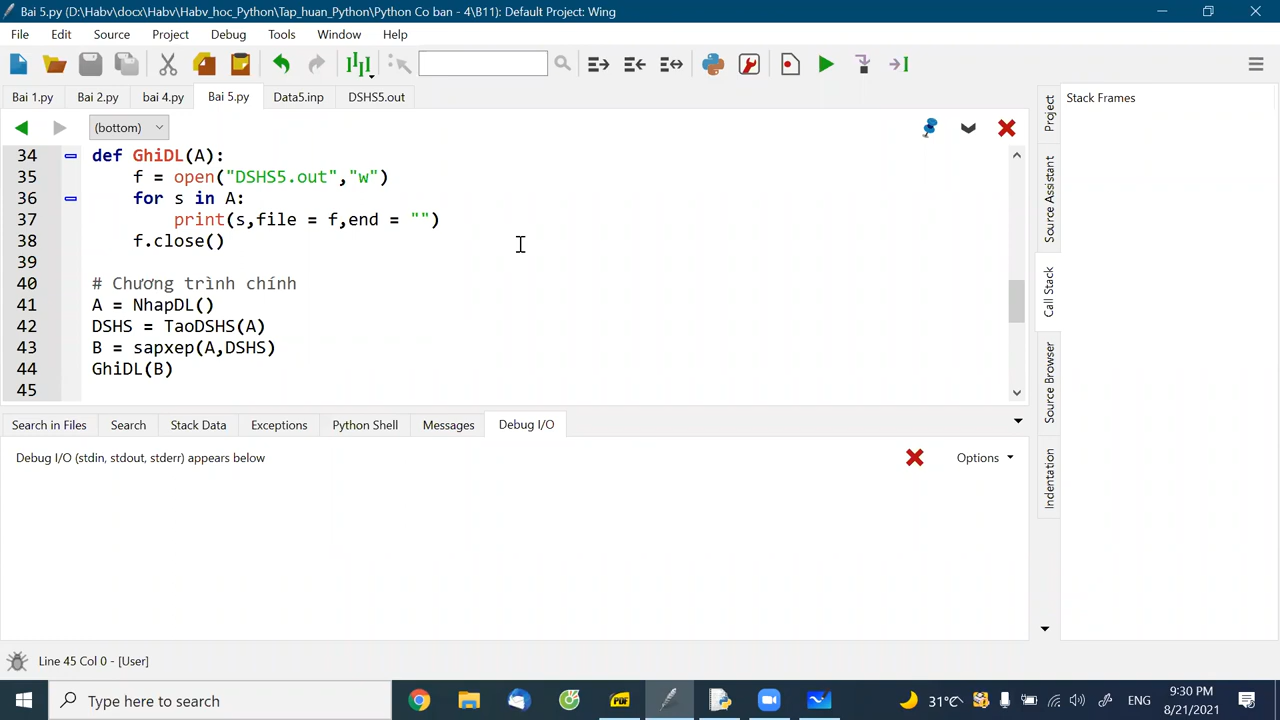 Bai 5.py (D:\Habv\docx\Habv\Habv_hoc_Python\Tap_huan_Python\Python Co ban - 4\B11): Default Project: Wing
File Edit Source Project Debug Tools Window Help
Bai 1.py Bai 2.py bai 4.py Bai 5.py Data5.inp DSHS5.out
(bottom)
34 def GhiDL(A):
35 f = open("DSHS5.out","w")
36 for s in A:
37 print(s,file = f,end = "")
38 f.close()
39
40 # Chương trình chính
41 A = NhapDL()
42 DSHS = TaoDSHS(A)
43 B = sapxep(A,DSHS)
44 GhiDL(B)
45
Stack Frames
Project
Source Assistant
Call Stack
Source Browser
Indentation
Search in Files Search Stack Data Exceptions Python Shell Messages Debug I/O
Debug I/O (stdin, stdout, stderr) appears below
Options
Line 45 Col 0 - [User]
Type here to search
PDF
31°C
ENG
9:30 PM
8/21/2021